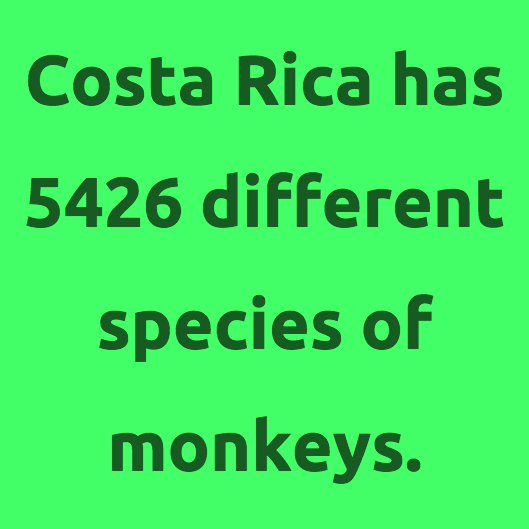 Costa Rica has
5426 different
species of
monkeys.